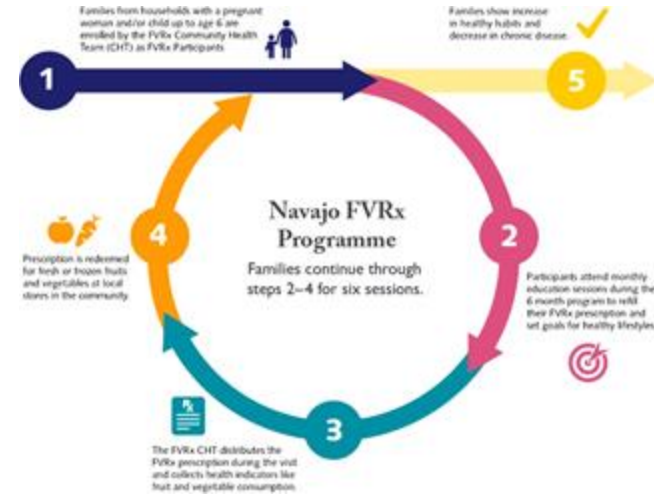 Families from households with a pregnant
woman and/or child up to age 6 are
enrolled by the FVRx Community Health
Team (CHT) as FVRx Participants
1
Families show increase
in healthy habits and
decrease in chronic disease.
5
2
Participants attend monthly
education sessions during the
6 month program to refill
their FVRx prescription and
set goals for healthy lifestyles
Navajo FVRx
Programme
Families continue through
steps 2–4 for six sessions.
4
Prescription is redeemed
for fresh or frozen fruits
and vegetables at local
stores in the community.
3
The FVRx CHT distributes the
FVRx prescription during the visit
and collects health indicators like
fruit and vegetable consumption.